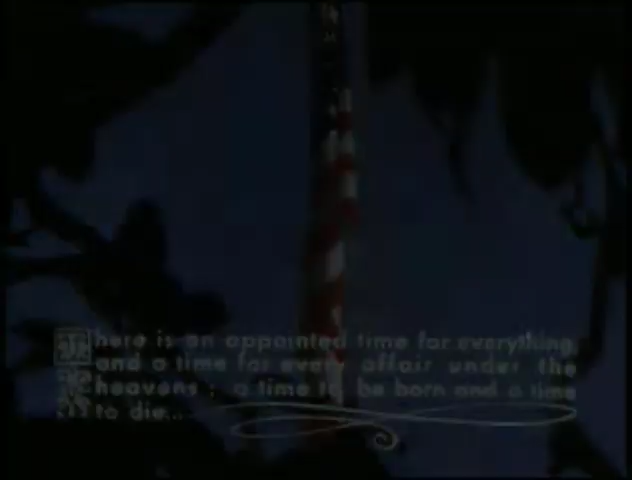 There is an appointed time for everything,
and a time for every affair under the
heavens; a time to be born and a time
to die...